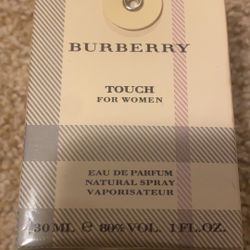 BURBERRY
TOUCH
FOR WOMEN
EAU DE PARFUM
NATURAL SPRAY
VAPORISATEUR
30 ML e 80% VOL. 1 FL.OZ.